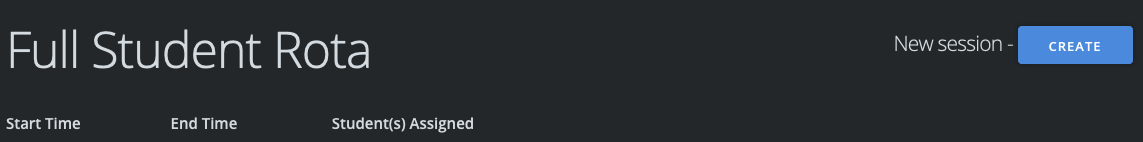 Full Student Rota
New session - CREATE
Start Time End Time Student(s) Assigned